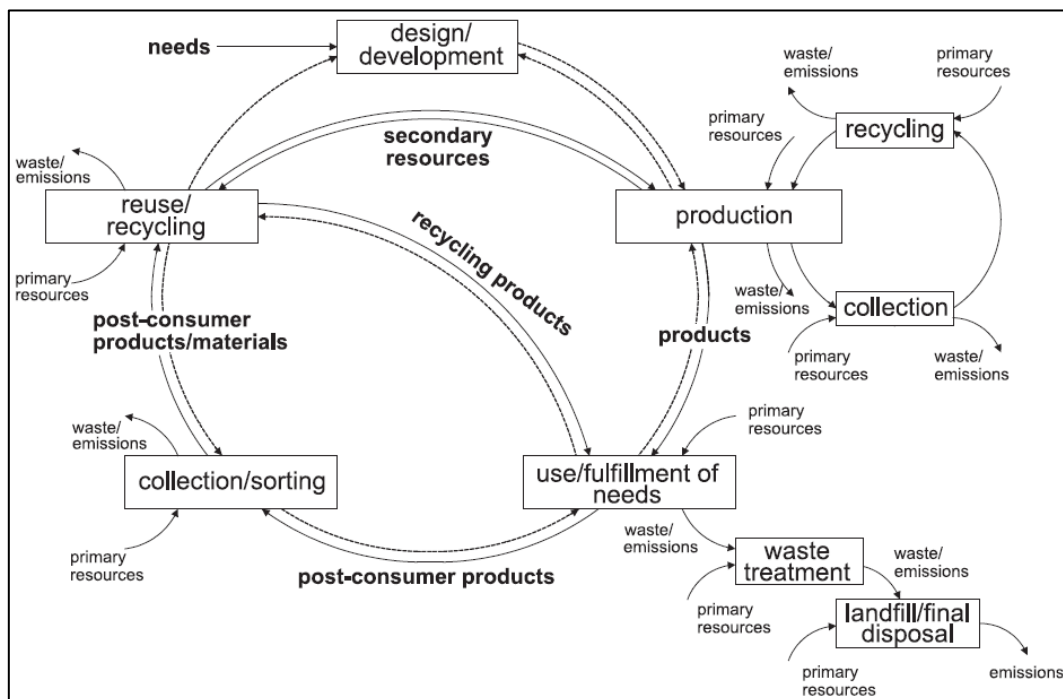 needs
design/
development
waste/
emissions
primary
resources
primary
resources
recycling
secondary
resources
waste/
emissions
reuse/
recycling
production
recycling products
primary
resources
waste/
emissions
collection
post-consumer
products/materials
products
primary
resources
waste/
emissions
waste/
emissions
primary
resources
collection/sorting
use/fulfillment of
needs
primary
resources
waste/
emissions
waste
treatment
waste/
emissions
post-consumer products
primary
resources
landfill/final
disposal
primary
resources
emissions